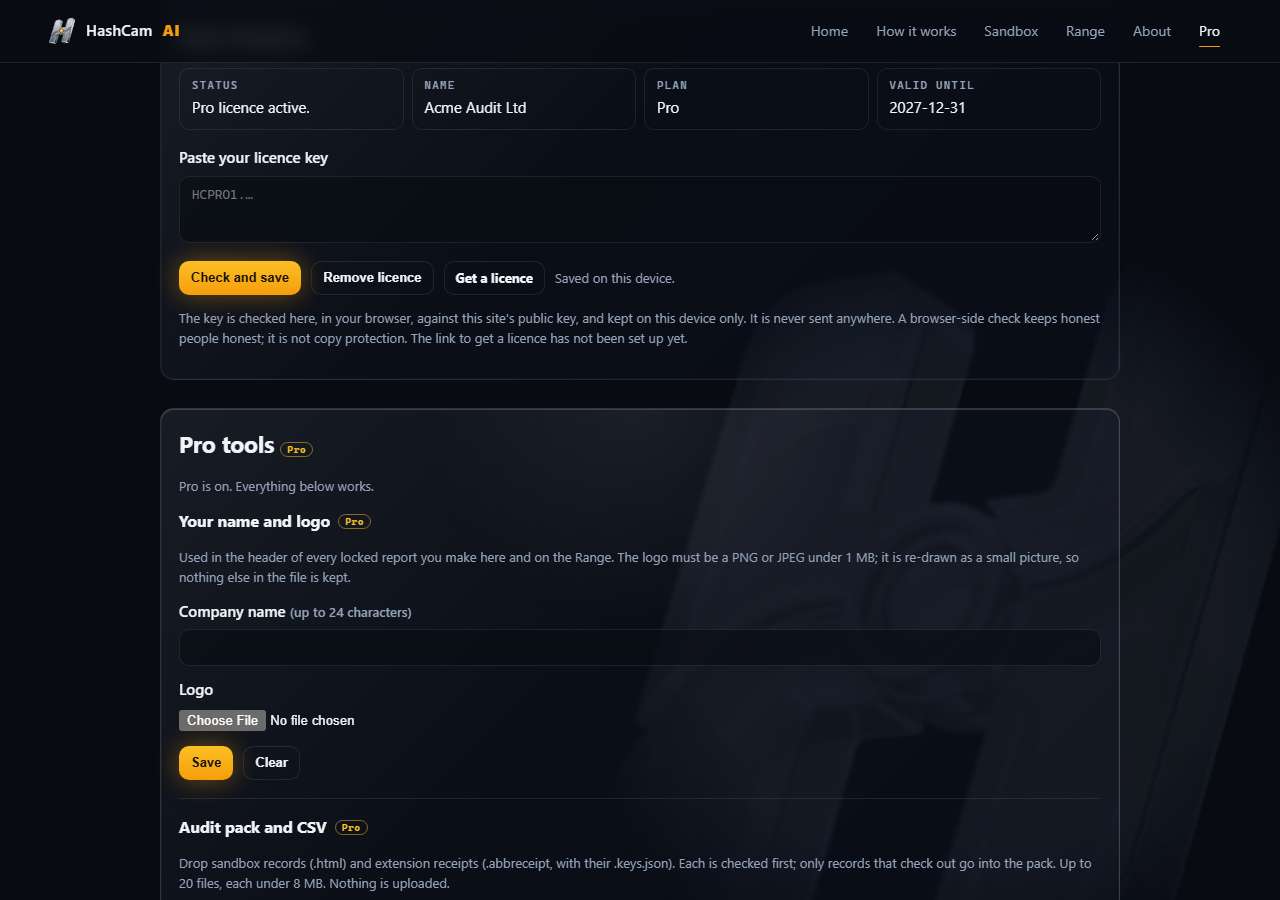 HashCam AI
Home
How it works
Sandbox
Range
About
Pro
STATUS
Pro licence active.
NAME
Acme Audit Ltd
PLAN
Pro
VALID UNTIL
2027-12-31
Paste your licence key
HCPRO1.…
Check and save
Remove licence
Get a licence
Saved on this device.
The key is checked here, in your browser, against this site's public key, and kept on this device only. It is never sent anywhere. A browser-side check keeps honest
people honest; it is not copy protection. The link to get a licence has not been set up yet.
Pro tools Pro
Pro is on. Everything below works.
Your name and logo Pro
Used in the header of every locked report you make here and on the Range. The logo must be a PNG or JPEG under 1 MB; it is re-drawn as a small picture, so
nothing else in the file is kept.
Company name (up to 24 characters)
Logo
Choose File No file chosen
Save
Clear
Audit pack and CSV Pro
Drop sandbox records (.html) and extension receipts (.abbreceipt, with their .keys.json). Each is checked first; only records that check out go into the pack. Up to
20 files, each under 8 MB. Nothing is uploaded.